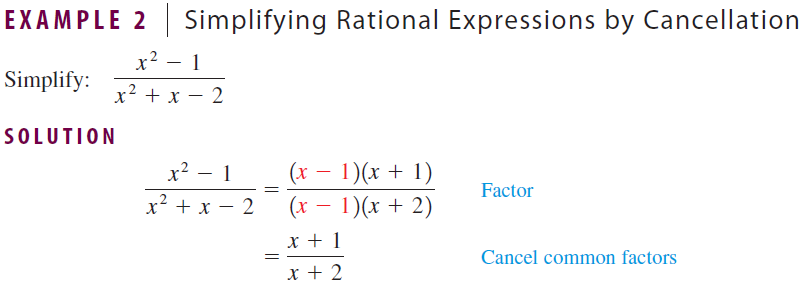 EXAMPLE 2 | Simplifying Rational Expressions by Cancellation
Simplify: \frac{x^2 - 1}{x^2 + x - 2}
SOLUTION
\frac{x^2 - 1}{x^2 + x - 2} = \frac{(x - 1)(x + 1)}{(x - 1)(x + 2)} Factor
= \frac{x + 1}{x + 2} Cancel common factors